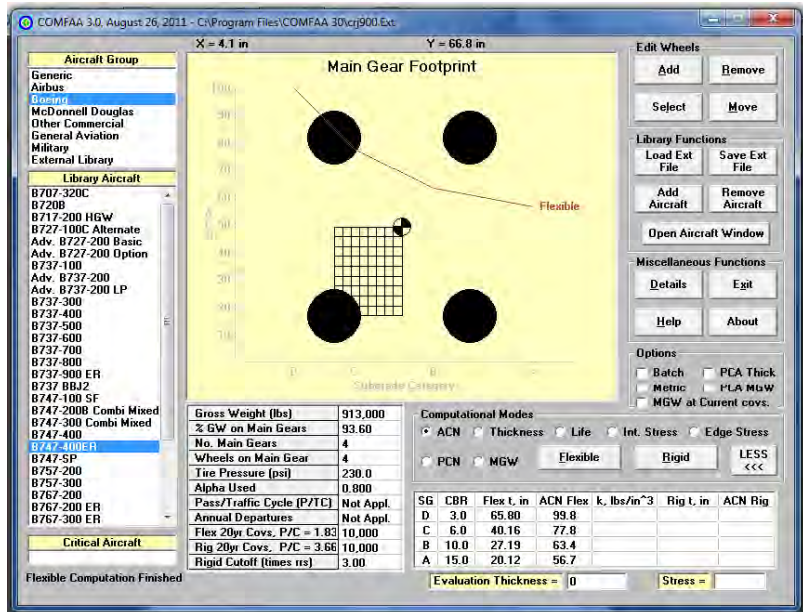 COMFAA 3.0, August 26, 2011 - C:\Program Files\COMFAA 30\crj900.Ext
X = 4.1 in
Y = 66.8 in
Aircraft Group
Generic
Airbus
Boeing
McDonnell Douglas
Other Commercial
General Aviation
Military
External Library
Library Aircraft
B707-320C
B720B
B717-200 HGW
B727-100C Alternate
Adv. B727-200 Basic
Adv. B727-200 Option
B737-100
Adv. B737-200
Adv. B737-200 LP
B737-300
B737-400
B737-500
B737-600
B737-700
B737-800
B737-900 ER
B737 BBJ2
B747-100 SF
B747-200B Combi Mixed
B747-300 Combi Mixed
B747-400
B747-400ER
B747-SP
B757-200
B757-300
B767-200
B767-200 ER
B767-300 ER
Critical Aircraft
Flexible Computation Finished
Main Gear Footprint
Flexible
Subgrade Category
Gross Weight (lbs) 913,000
% GW on Main Gears 93.60
No. Main Gears 4
Wheels on Main Gear 4
Tire Pressure (psi) 230.0
Alpha Used 0.800
Pass/Traffic Cycle (P/TC) Not Appl.
Annual Departures Not Appl.
Flex 20yr Covs, P/C = 1.83 10,000
Rig 20yr Covs, P/C = 3.66 10,000
Rigid Cutoff (times rrs) 3.00
Edit Wheels
Add
Remove
Select
Move
Library Functions
Load Ext File
Save Ext File
Add Aircraft
Remove Aircraft
Open Aircraft Window
Miscellaneous Functions
Details
Exit
Help
About
Options
Batch
PCA Thick
Metric
PCA MGW
MGW at Current covs.
Computational Modes
ACN
Thickness
Life
Int. Stress
Edge Stress
PCN
MGW
Flexible
Rigid
LESS
<<<
SG CBR Flex t, in ACN Flex k, lbs/in^3 Rig t, in ACN Rig
D 3.0 65.80 99.8
C 6.0 40.16 77.8
B 10.0 27.19 63.4
A 15.0 20.12 56.7
Evaluation Thickness = 0
Stress =